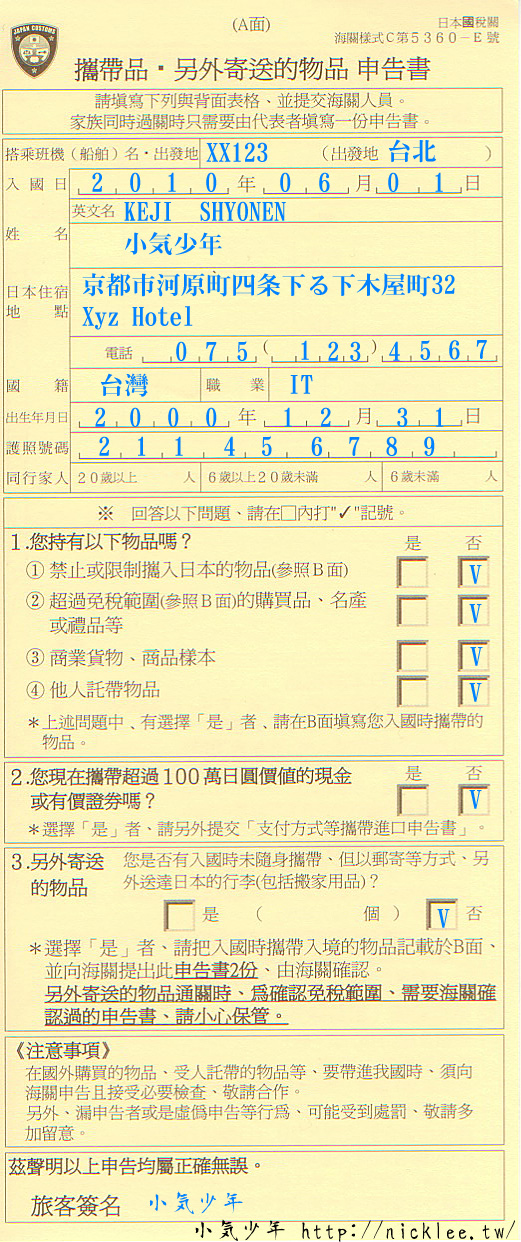 JAPAN CUSTOMS
(A面)
日本國稅關
海關樣式C第5360-E號
攜帶品・另外寄送的物品 申告書
請填寫下列與背面表格、並提交海關人員。
家族同時過關時只需要由代表者填寫一份申告書。
搭乘班機(船舶)名・出發地 XX123 (出發地 台北 )
入國日 2010年06月01日
英文名 KEJI SHYONEN
姓名 小気少年
日本住宿地點 京都市河原町四条下る下木屋町32
Xyz Hotel
電話 075(123)4567
國籍 台灣 職業 IT
出生年月日 2000年12月31日
護照號碼 211456789
同行家人 20歲以上 人 6歲以上20歲未滿 人 6歲未滿 人
※ 回答以下問題、請在□內打"✓"記號。
1.您持有以下物品嗎? 是 否
① 禁止或限制攜入日本的物品(參照B面) V
② 超過免稅範圍(參照B面)的購買品、名產
或禮品等 V
③ 商業貨物、商品樣本 V
④ 他人託帶物品 V
*上述問題中、有選擇「是」者、請在B面填寫您入國時攜帶的
物品。
2.您現在攜帶超過100萬日圓價值的現金 是 否
或有價證券嗎? V
*選擇「是」者、請另外提交「支付方式等攜帶進口申告書」。
3.另外寄送 您是否有入國時未隨身攜帶、但以郵寄等方式、另
的物品 外送達日本的行李(包括搬家用品)?
是 ( 個 ) V 否
*選擇「是」者、請把入國時攜帶入境的物品記載於B面、
並向海關提出此申告書2份、由海關確認。
另外寄送的物品通關時、為確認免稅範圍、需要海關確
認過的申告書、請小心保管。
《注意事項》
在國外購買的物品、受人託帶的物品等、要帶進我國時、須向
海關申告且接受必要檢查、敬請合作。
另外、漏申告者或是虛偽申告等行為、可能受到處罰、敬請多
加留意。
茲聲明以上申告均屬正確無誤。
旅客簽名 小気少年
小気少年 http://nicklee.tw/